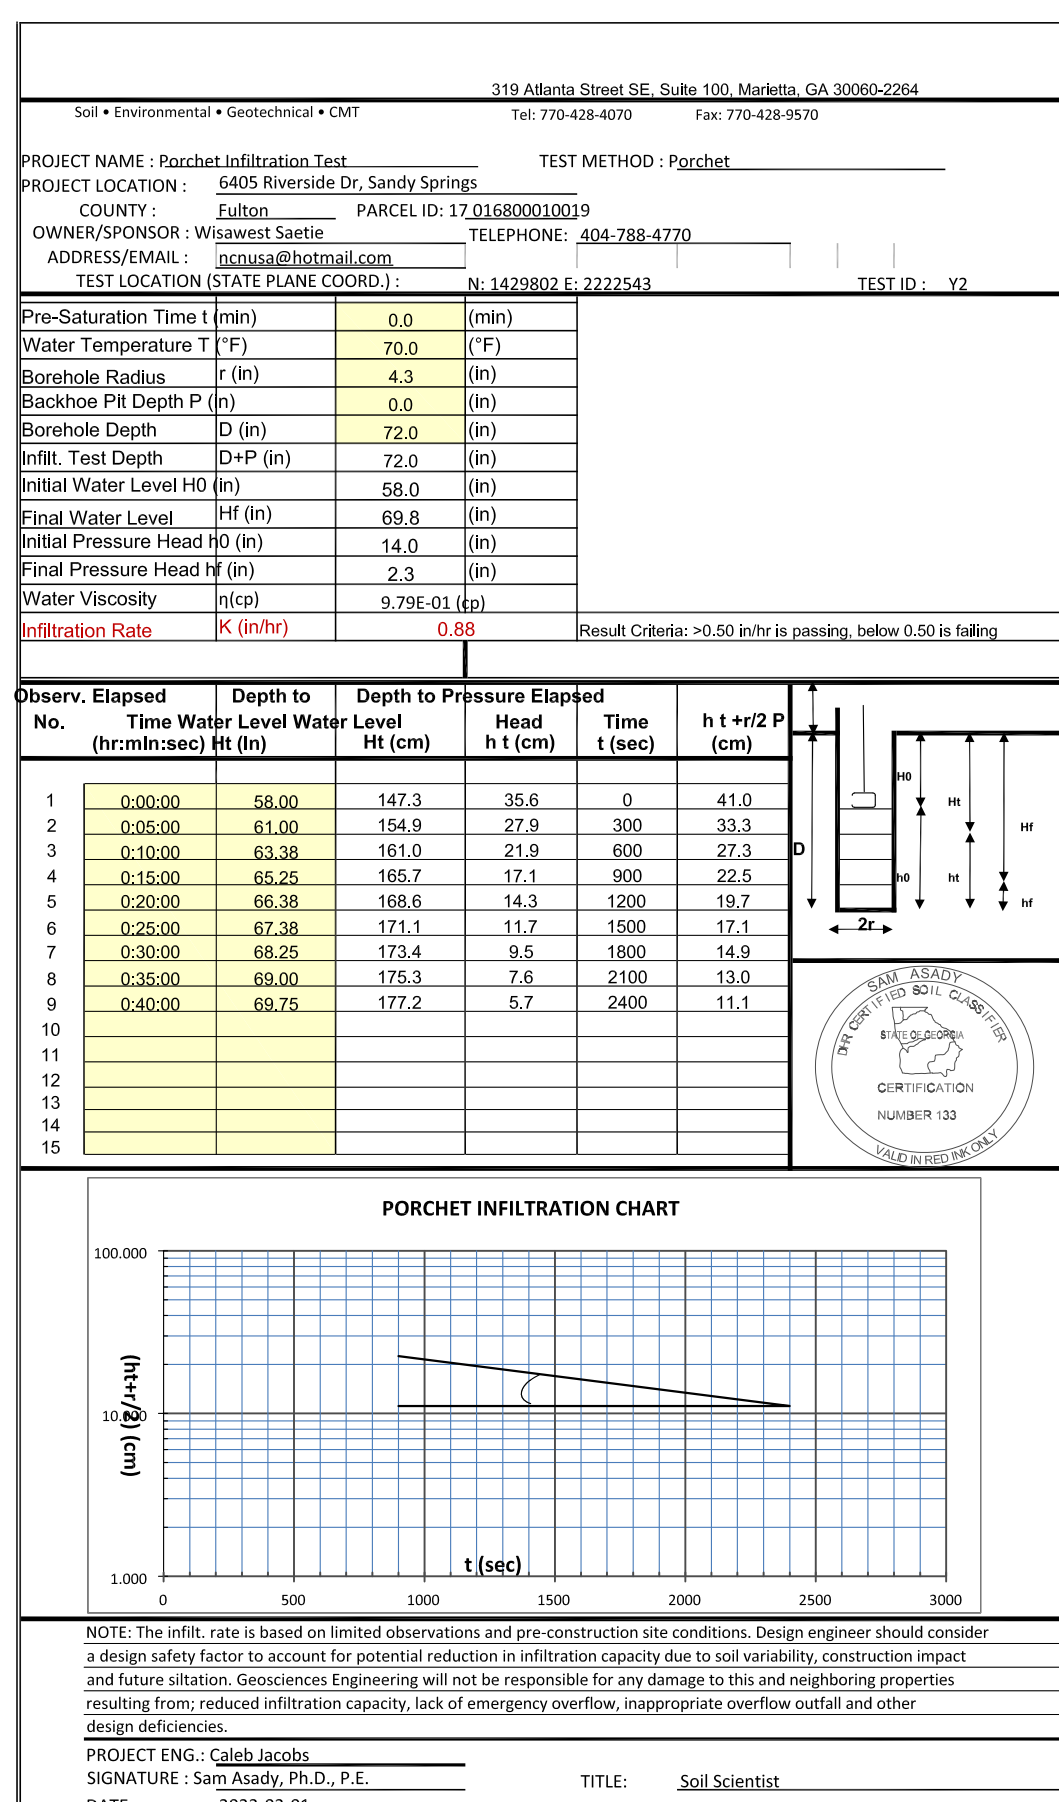 319 Atlanta Street SE, Suite 100, Marietta, GA 30060-2264
Soil • Environmental • Geotechnical • CMT Tel: 770-428-4070 Fax: 770-428-9570
PROJECT NAME : Porchet Infiltration Test TEST METHOD : Porchet
PROJECT LOCATION : 6405 Riverside Dr, Sandy Springs
COUNTY : Fulton PARCEL ID: 17 016800010019
OWNER/SPONSOR : Wisawest Saetie TELEPHONE: 404-788-4770
ADDRESS/EMAIL : ncnusa@hotmail.com
TEST LOCATION (STATE PLANE COORD.) : N: 1429802 E: 2222543 TEST ID : Y2
Pre-Saturation Time t (min) 0.0 (min)
Water Temperature T (°F) 70.0 (°F)
Borehole Radius r (in) 4.3 (in)
Backhoe Pit Depth P (in) 0.0 (in)
Borehole Depth D (in) 72.0 (in)
Infilt. Test Depth D+P (in) 72.0 (in)
Initial Water Level H0 (in) 58.0 (in)
Final Water Level Hf (in) 69.8 (in)
Initial Pressure Head h0 (in) 14.0 (in)
Final Pressure Head hf (in) 2.3 (in)
Water Viscosity η(cp) 9.79E-01 (cp)
Infiltration Rate K (in/hr) 0.88 Result Criteria: >0.50 in/hr is passing, below 0.50 is failing
Observ. Elapsed Depth to Depth to Pressure Elapsed
No. Time Water Level Water Level Head Time h t +r/2 P
(hr:mIn:sec) Ht (In) Ht (cm) h t (cm) t (sec) (cm)
1 0:00:00 58.00 147.3 35.6 0 41.0
2 0:05:00 61.00 154.9 27.9 300 33.3
3 0:10:00 63.38 161.0 21.9 600 27.3
4 0:15:00 65.25 165.7 17.1 900 22.5
5 0:20:00 66.38 168.6 14.3 1200 19.7
6 0:25:00 67.38 171.1 11.7 1500 17.1
7 0:30:00 68.25 173.4 9.5 1800 14.9
8 0:35:00 69.00 175.3 7.6 2100 13.0
9 0:40:00 69.75 177.2 5.7 2400 11.1
10
11
12
13
14
15
H0
Ht
Hf
D
h0 ht
hf
2r
SAM ASADY
DHR CERTIFIED SOIL CLASSIFIER
STATE OF GEORGIA
CERTIFICATION
NUMBER 133
VALID IN RED INK ONLY
PORCHET INFILTRATION CHART
100.000
(ht+r/2) (cm)
10.000
t (sec)
1.000
0 500 1000 1500 2000 2500 3000
NOTE: The infilt. rate is based on limited observations and pre-construction site conditions. Design engineer should consider
a design safety factor to account for potential reduction in infiltration capacity due to soil variability, construction impact
and future siltation. Geosciences Engineering will not be responsible for any damage to this and neighboring properties
resulting from; reduced infiltration capacity, lack of emergency overflow, inappropriate overflow outfall and other
design deficiencies.
PROJECT ENG.: Caleb Jacobs
SIGNATURE : Sam Asady, Ph.D., P.E. TITLE: Soil Scientist